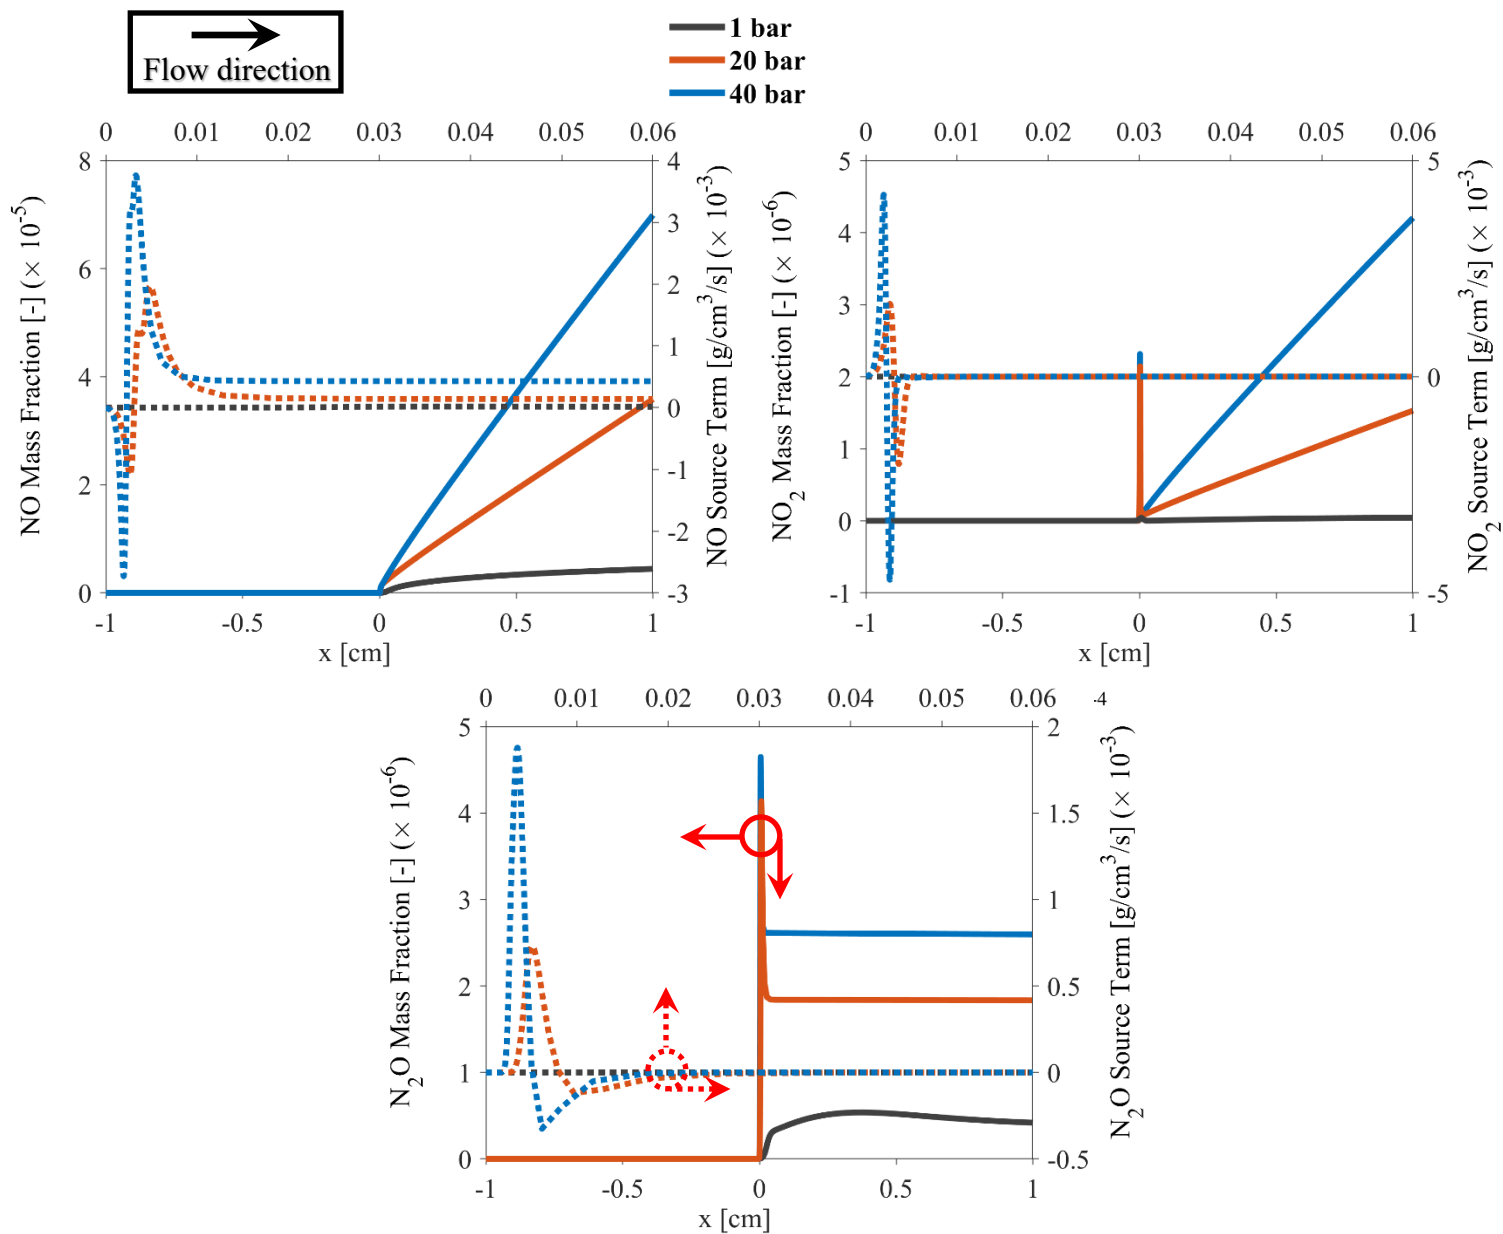 Flow direction
1 bar
20 bar
40 bar
0 0.01 0.02 0.03 0.04 0.05 0.06
8 6 4 2 0
NO Mass Fraction [-] (× 10⁻⁵)
4 3 2 1 0 -1 -2 -3
NO Source Term [g/cm³/s] (× 10⁻³)
-1 -0.5 0 0.5 1
x [cm]
0 0.01 0.02 0.03 0.04 0.05 0.06
5 4 3 2 1 0 -1
NO₂ Mass Fraction [-] (× 10⁻⁶)
5 0 -5
NO₂ Source Term [g/cm³/s] (× 10⁻³)
-1 -0.5 0 0.5 1
x [cm]
0 0.01 0.02 0.03 0.04 0.05 0.06 -4
5 4 3 2 1 0
N₂O Mass Fraction [-] (× 10⁻⁶)
2 1.5 1 0.5 0 -0.5
N₂O Source Term [g/cm³/s] (× 10⁻³)
-1 -0.5 0 0.5 1
x [cm]